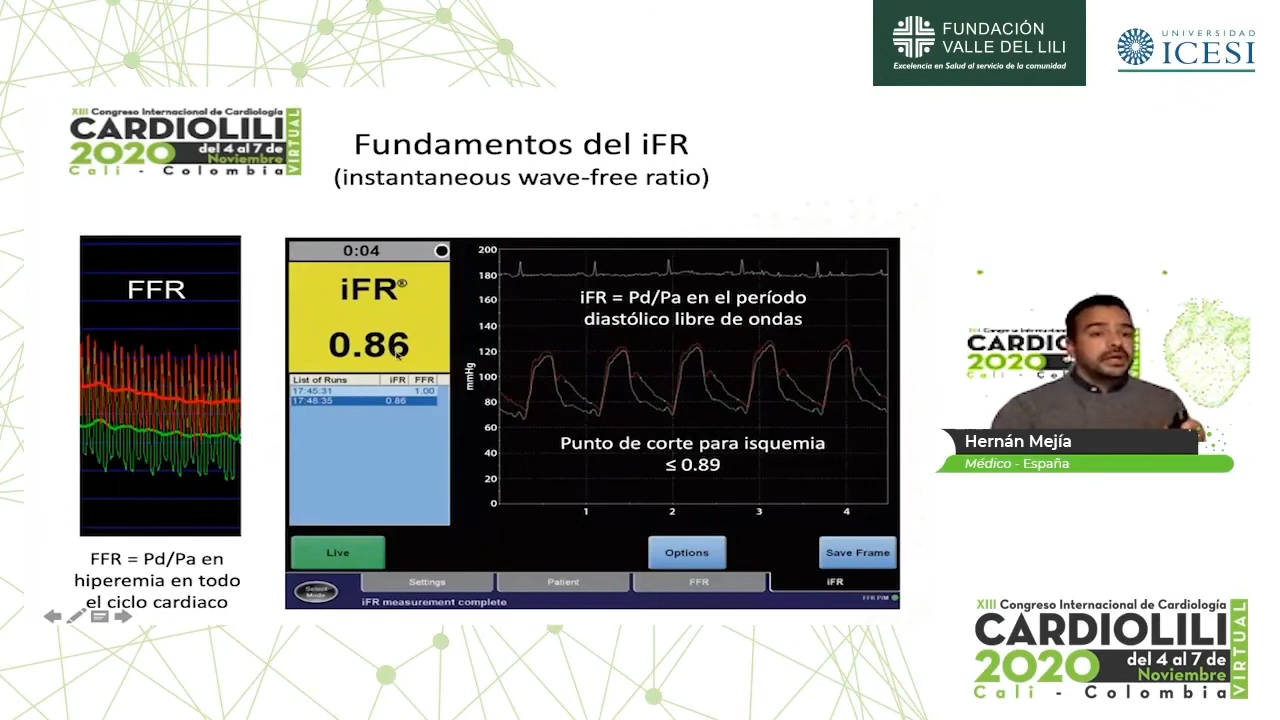 FUNDACIÓN
VALLE DEL LILI
Excelencia en Salud al servicio de la comunidad
UNIVERSIDAD
ICESI
XIII Congreso Internacional de Cardiología
CARDIOLILI
2020
del 4 al 7 de
Noviembre
VIRTUAL
Cali - Colombia
Fundamentos del iFR
(instantaneous wave-free ratio)
FFR
FFR = Pd/Pa en
hiperemia en todo
el ciclo cardiaco
0:04
iFR®
0.86
List of Runs iFR FFR
17:45:31 1.00
17:48:35 0.86
200
180
160
140
120
100
80
60
40
20
0
mmHg
iFR = Pd/Pa en el período
diastólico libre de ondas
Punto de corte para isquemia
≤ 0.89
1 2 3 4
Live
Options
Save Frame
Select
Mode
Settings
Patient
FFR
iFR
iFR measurement complete
FFR PIM
CARDIO
2020
Hernán Mejía
Médico - España
XIII Congreso Internacional de Cardiología
CARDIOLILI
2020
del 4 al 7 de
Noviembre
VIRTUAL
Cali - Colombia